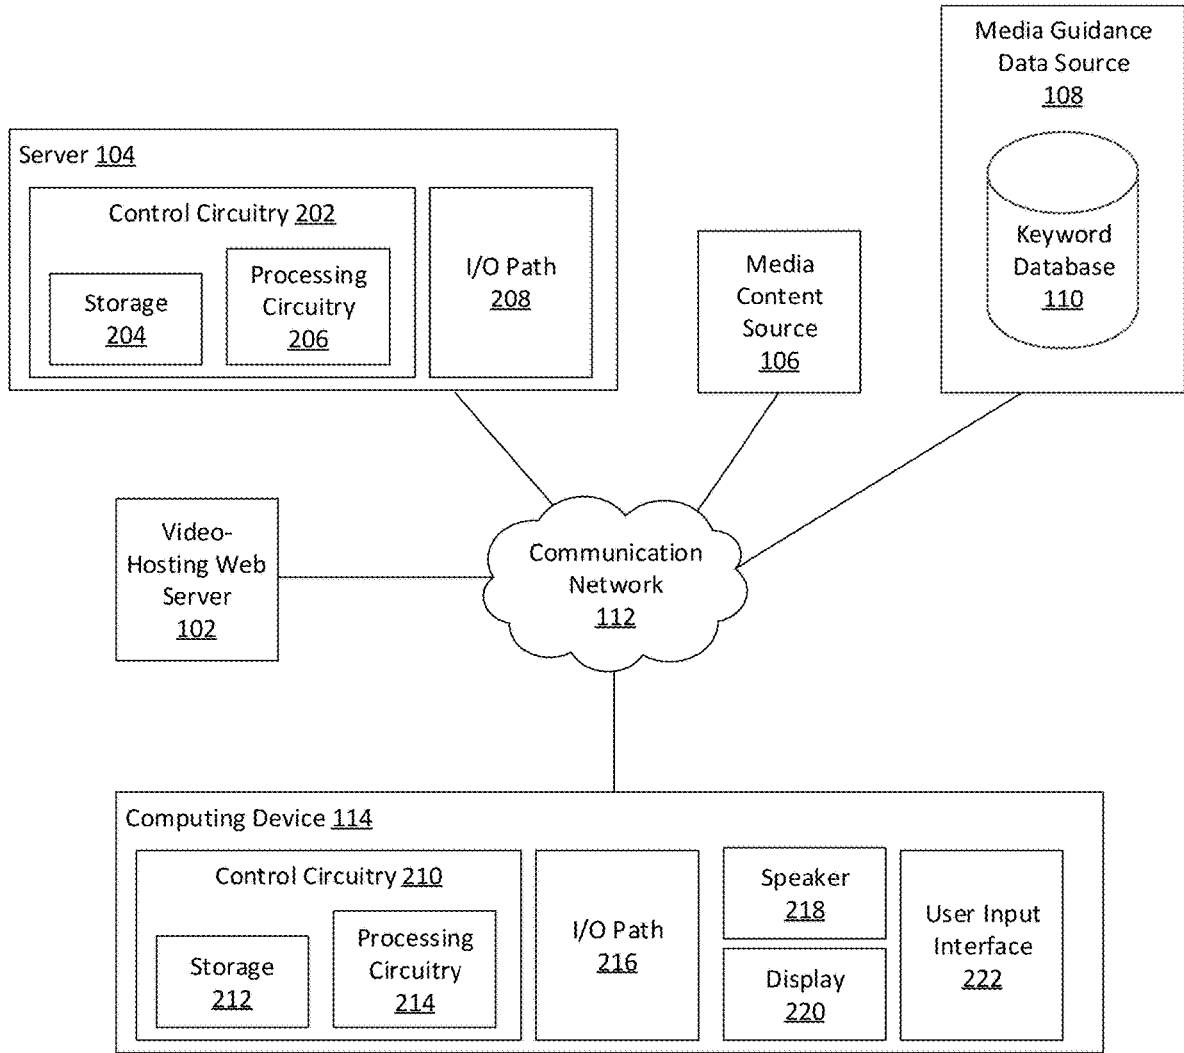 Media Guidance
Data Source
108
Keyword
Database
110
Server 104
Control Circuitry 202
Storage
204
Processing
Circuitry
206
I/O Path
208
Media
Content
Source
106
Video-
Hosting Web
Server
102
Communication
Network
112
Computing Device 114
Control Circuitry 210
Storage
212
Processing
Circuitry
214
I/O Path
216
Speaker
218
Display
220
User Input
Interface
222